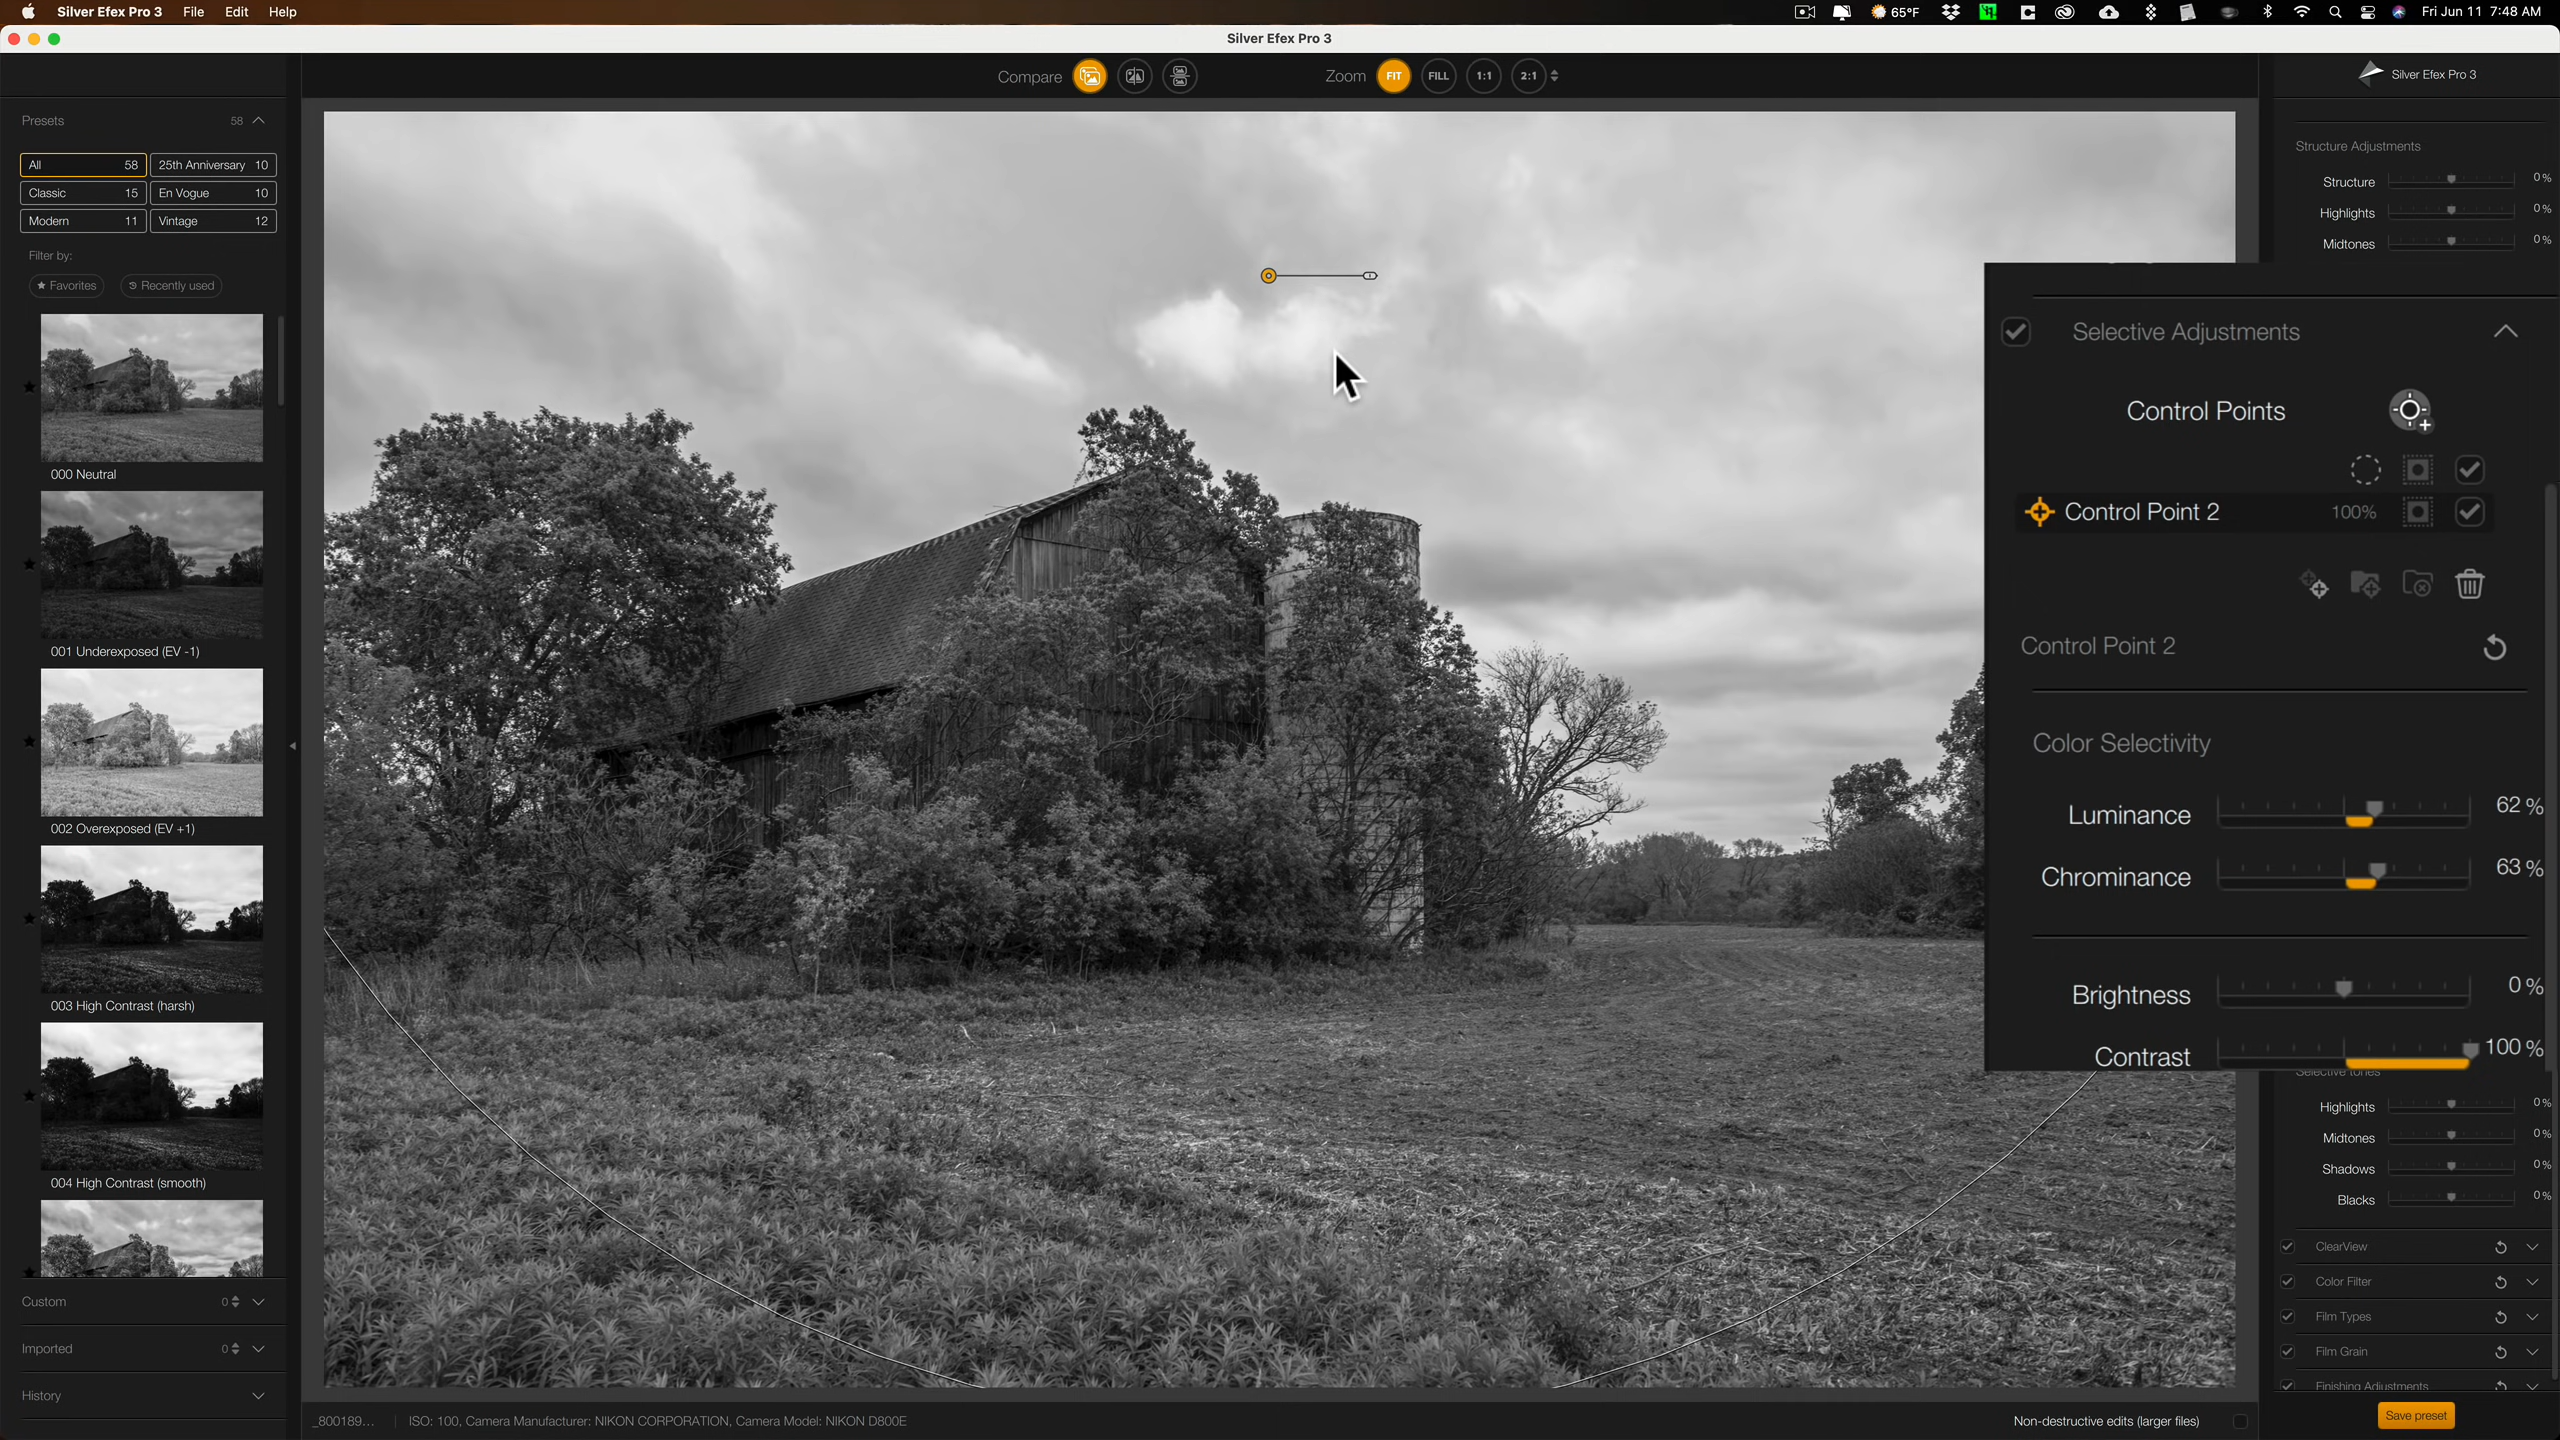 Silver Efex Pro 3 File Edit Help
65°F Fri Jun 11 7:48 AM
Silver Efex Pro 3
Compare Zoom FIT FILL 1:1 2:1
Silver Efex Pro 3
Presets 58
All 58 25th Anniversary 10
Classic 15 En Vogue 10
Modern 11 Vintage 12
Filter by:
Favorites Recently used
000 Neutral
001 Underexposed (EV -1)
002 Overexposed (EV +1)
003 High Contrast (harsh)
004 High Contrast (smooth)
Custom 0
Imported 0
History
Structure Adjustments
Structure 0 %
Highlights 0 %
Midtones 0 %
Selective Adjustments
Control Points
Control Point 2 100%
Control Point 2
Color Selectivity
Luminance 62 %
Chrominance 63 %
Brightness 0 %
Contrast 100 %
Selective tones
Highlights 0 %
Midtones 0 %
Shadows 0 %
Blacks 0 %
ClearView
Color Filter
Film Types
Film Grain
Finishing Adjustments
_800189... ISO: 100, Camera Manufacturer: NIKON CORPORATION, Camera Model: NIKON D800E
Non-destructive edits (larger files)
Save preset